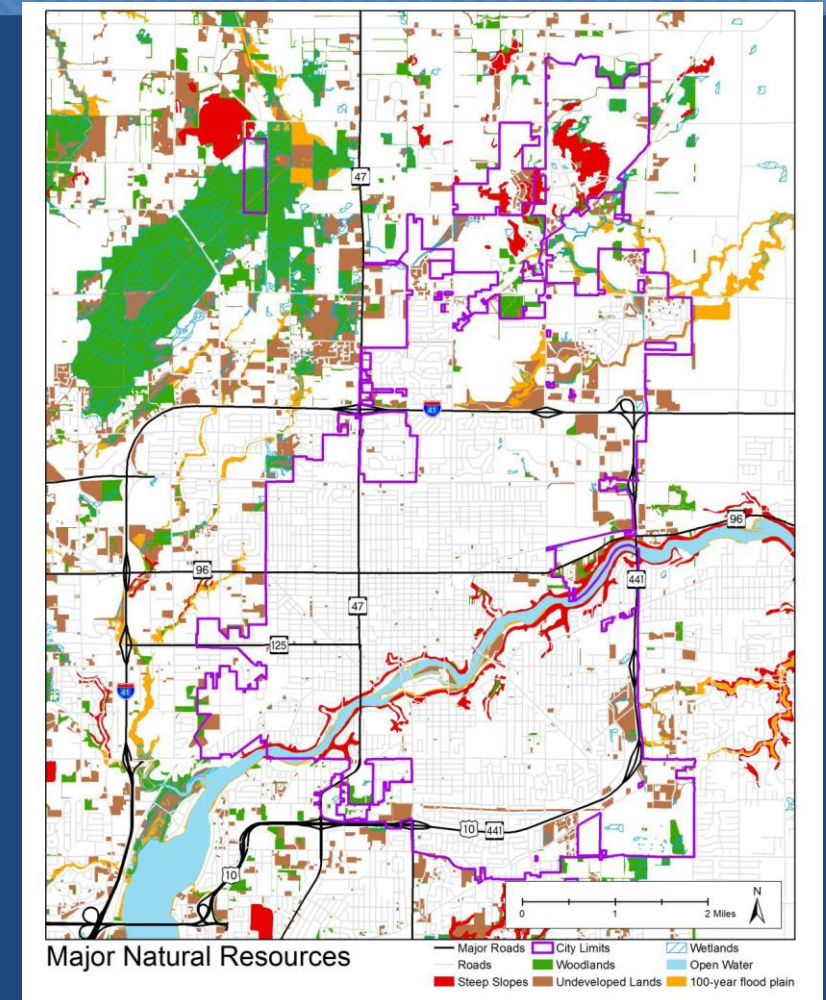 47
41
96
96
47
441
125
41
10 441
10
N
0 1 2 Miles
Major Natural Resources
Major Roads City Limits Wetlands
Roads Woodlands Open Water
Steep Slopes Undeveloped Lands 100-year flood plain